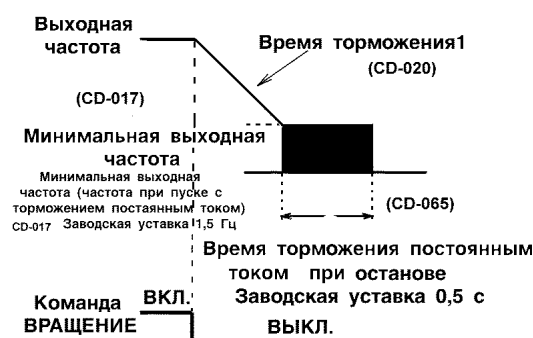 Выходная
частота
Время торможения1
(CD-020)
(CD-017)
Минимальная выходная
частота
Минимальная выходная
частота (частота при пуске с
торможением постаянным током)
CD-017 Заводская уставка 1,5 Гц
(CD-065)
Время торможения постоянным
током при останове
Заводская уставка 0,5 с
Команда
ВРАЩЕНИЕ
ВКЛ.
ВЫКЛ.